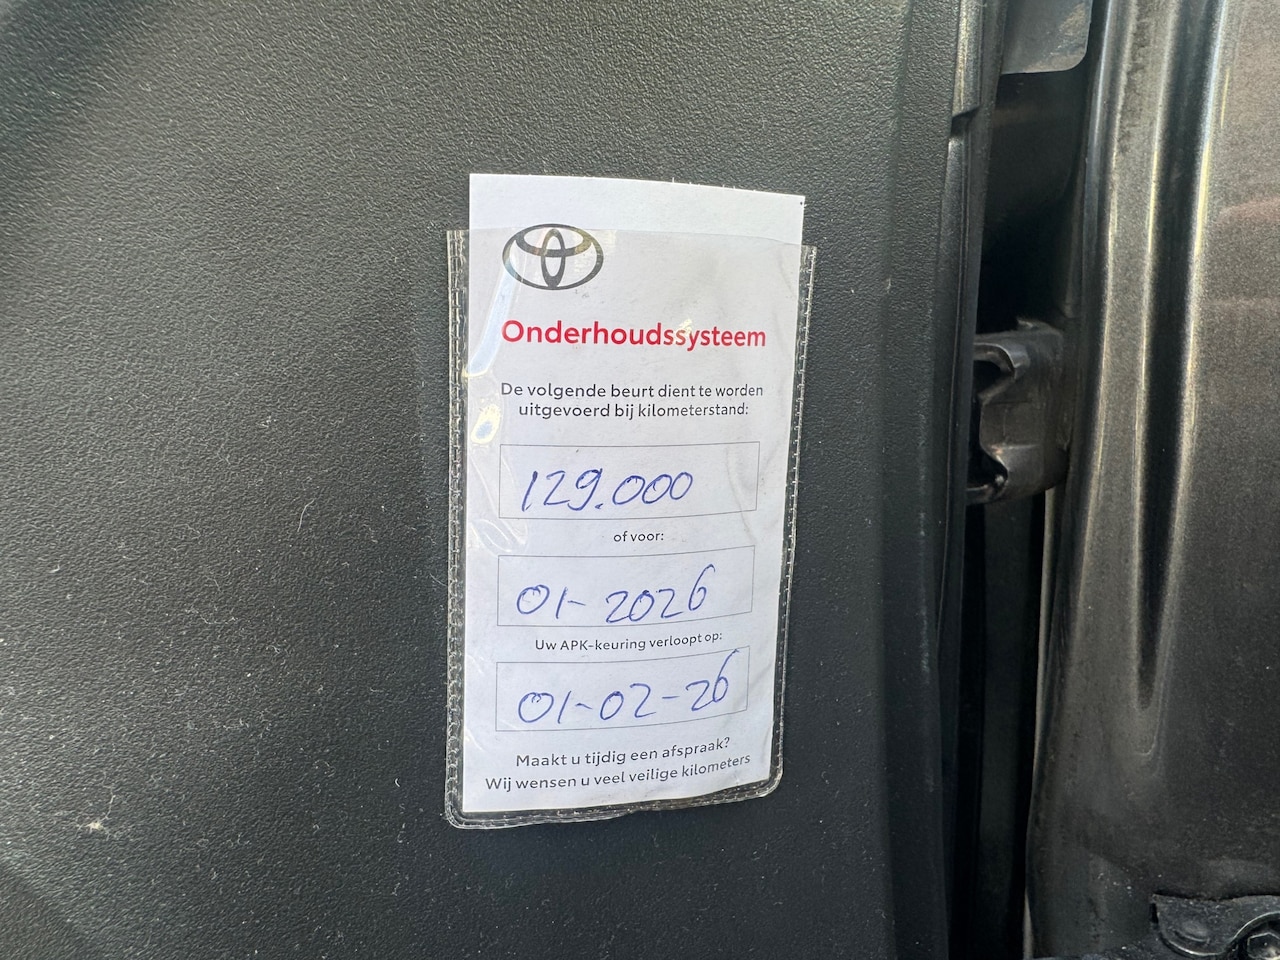 Onderhoudssysteem
De volgende beurt dient te worden
uitgevoerd bij kilometerstand:
129.000
of voor:
01-2026
Uw APK-keuring verloopt op:
01-02-26
Maakt u tijdig een afspraak?
Wij wensen u veel veilige kilometers